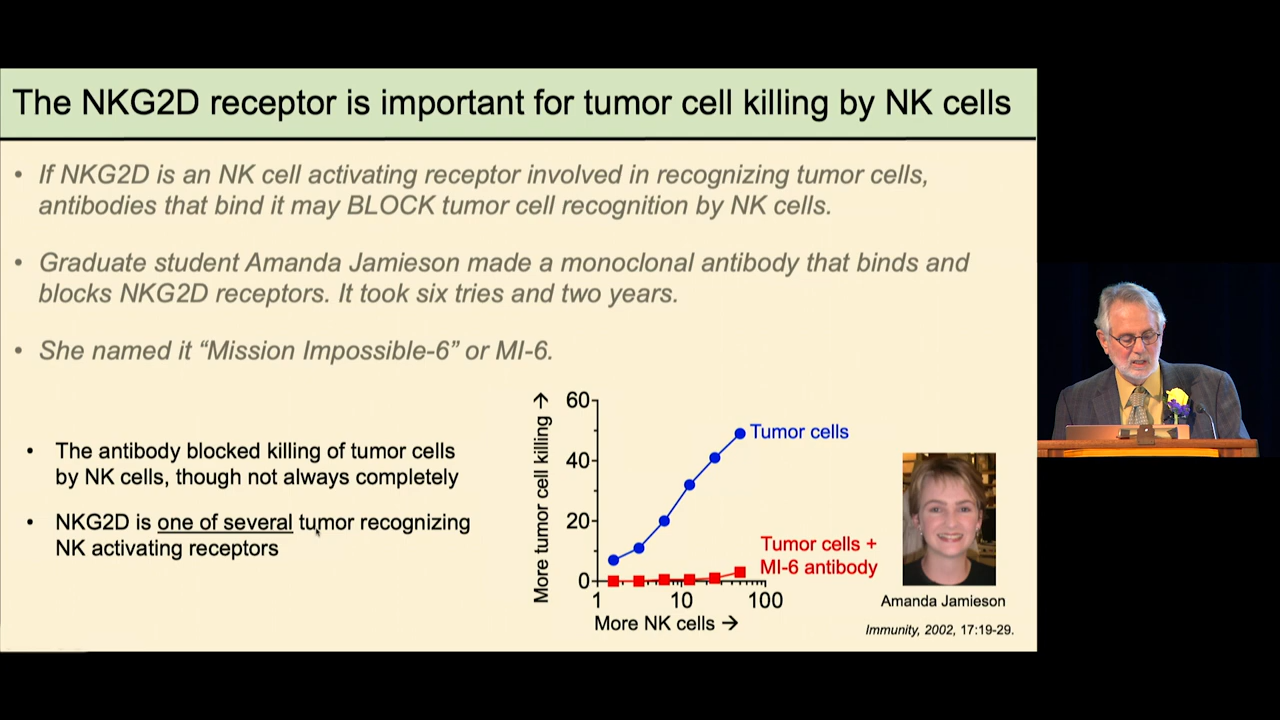 The NKG2D receptor is important for tumor cell killing by NK cells
• If NKG2D is an NK cell activating receptor involved in recognizing tumor cells,
antibodies that bind it may BLOCK tumor cell recognition by NK cells.
• Graduate student Amanda Jamieson made a monoclonal antibody that binds and
blocks NKG2D receptors. It took six tries and two years.
• She named it “Mission Impossible-6” or MI-6.
• The antibody blocked killing of tumor cells
by NK cells, though not always completely
• NKG2D is one of several tumor recognizing
NK activating receptors
More tumor cell killing →
60
40
20
0
1
10
100
More NK cells →
Tumor cells
Tumor cells +
MI-6 antibody
Amanda Jamieson
Immunity, 2002, 17:19-29.